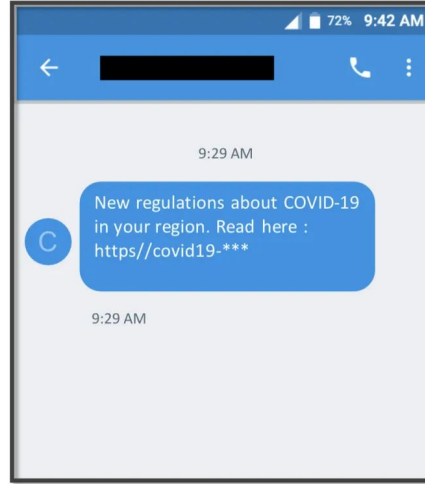 72% 9:42 AM
9:29 AM
New regulations about COVID-19
in your region. Read here :
https//covid19-***
C
9:29 AM